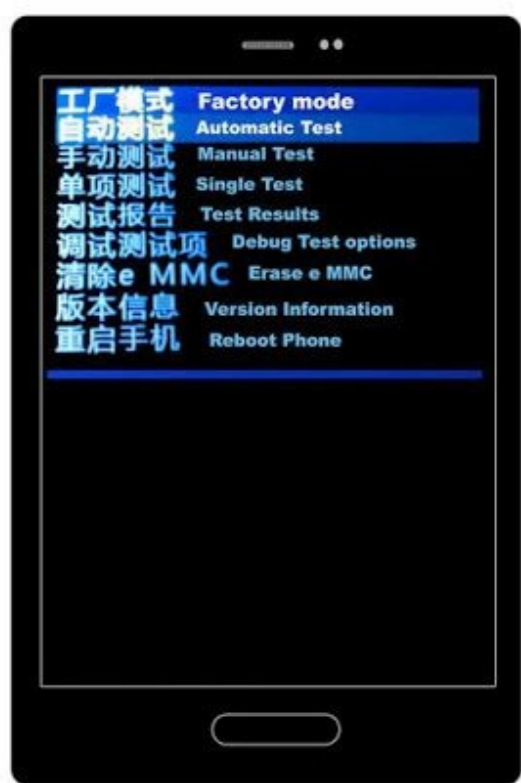 工厂模式 Factory mode
自动测试 Automatic Test
手动测试 Manual Test
单项测试 Single Test
测试报告 Test Results
调试测试项 Debug Test options
清除e MMC Erase e MMC
版本信息 Version Information
重启手机 Reboot Phone